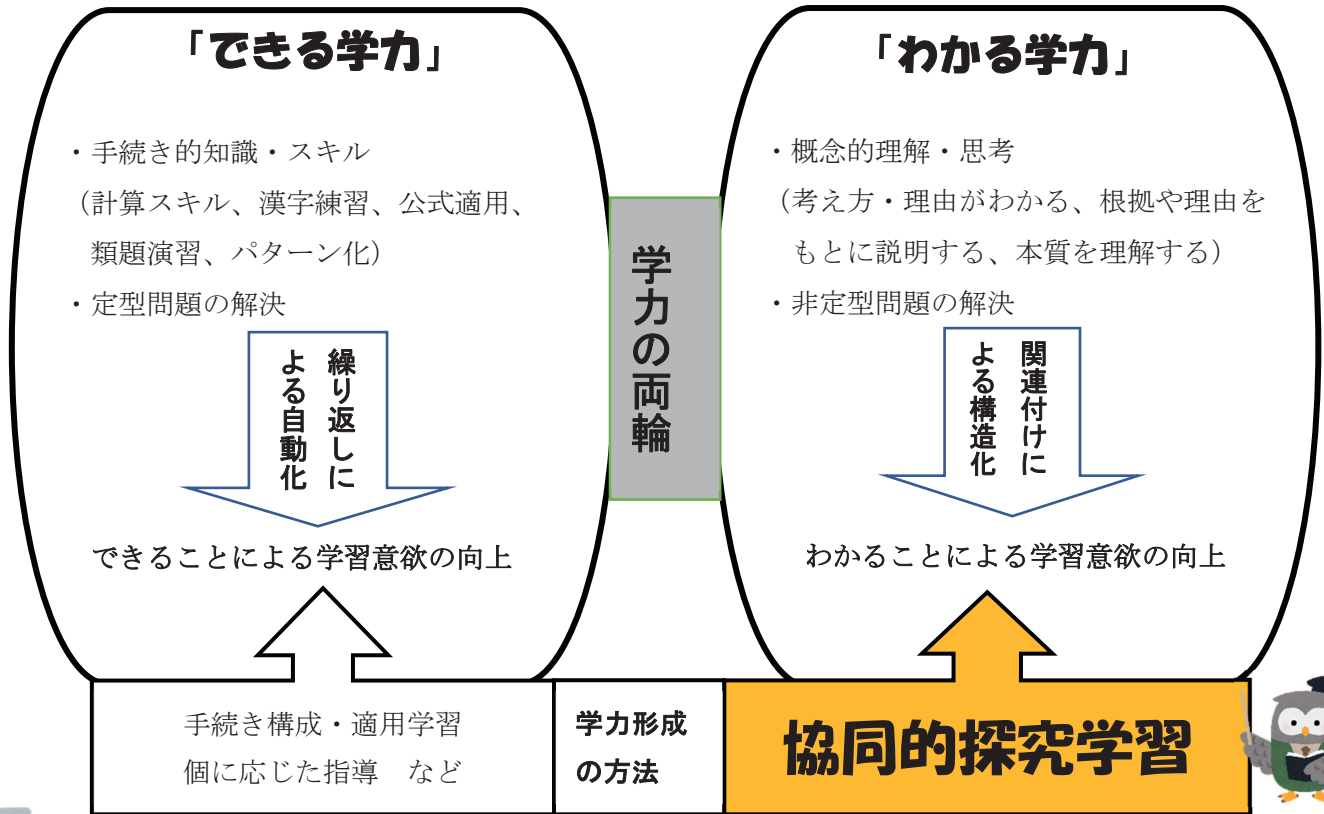 「できる学力」
・手続き的知識・スキル
（計算スキル、漢字練習、公式適用、
類題演習、パターン化）
・定型問題の解決
繰り返しに
よる自動化
できることによる学習意欲の向上
学力の両輪
「わかる学力」
・概念的理解・思考
（考え方・理由がわかる、根拠や理由を
もとに説明する、本質を理解する）
・非定型問題の解決
関連付けに
よる構造化
わかることによる学習意欲の向上
手続き構成・適用学習
個に応じた指導　など
学力形成
の方法
協同的探究学習